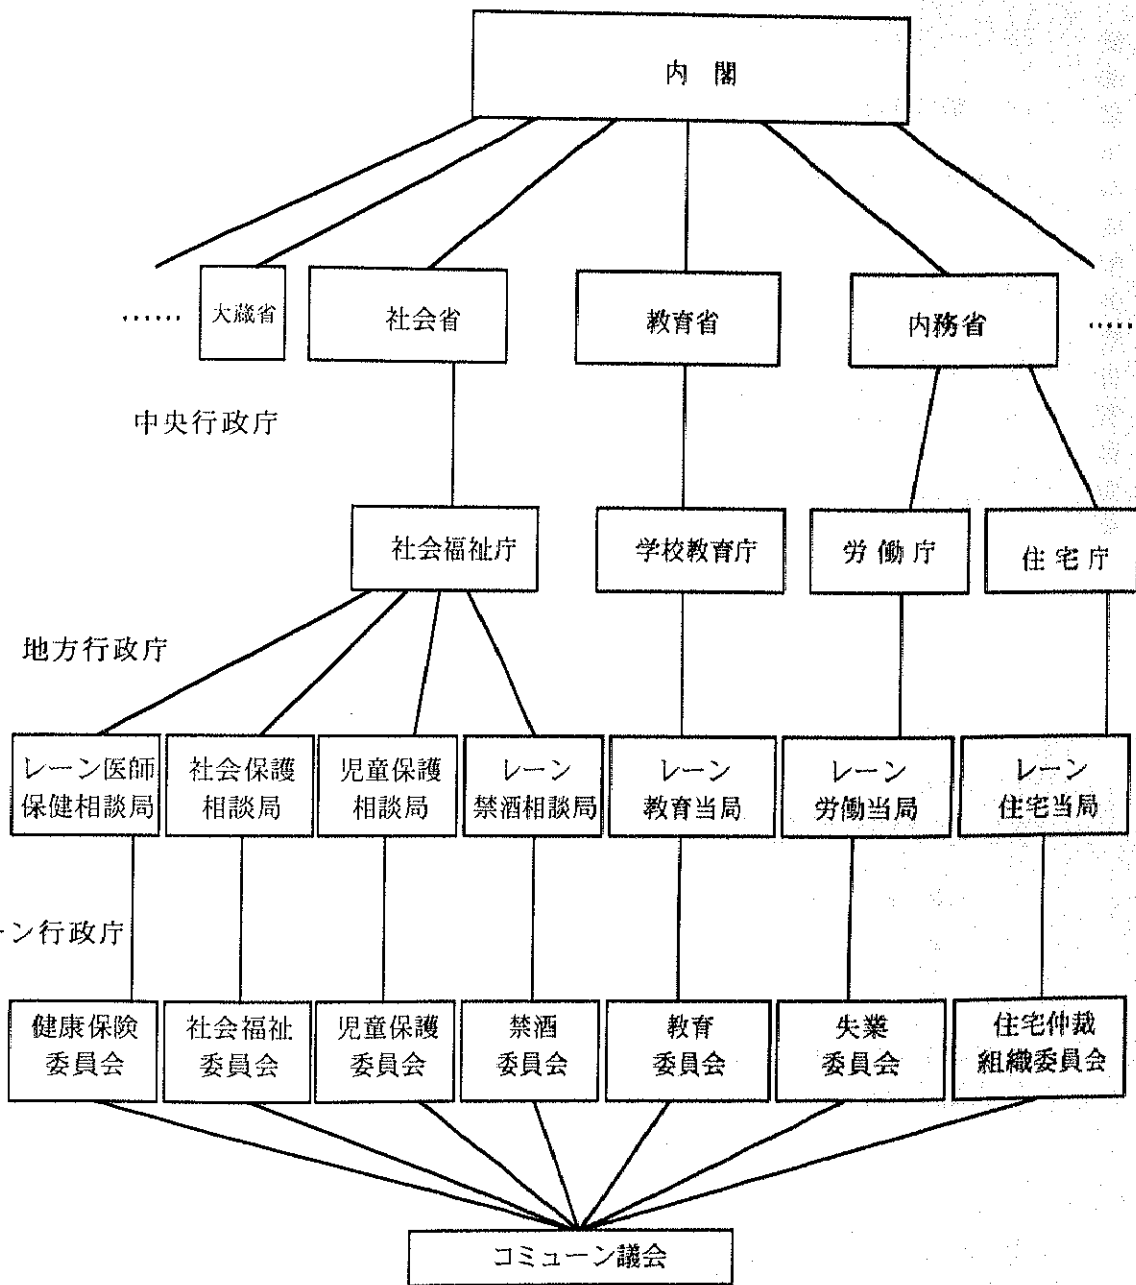 内 閣
......
大蔵省
社会省
教育省
内務省
.....
中央行政庁
社会福祉庁
学校教育庁
労 働 庁
住 宅 庁
地方行政庁
レーン医師
保健相談局
社会保護
相談局
児童保護
相談局
レーン
禁酒相談局
レーン
教育当局
レーン
労働当局
レーン
住宅当局
ーン行政庁
健康保険
委員会
社会福祉
委員会
児童保護
委員会
禁酒
委員会
教育
委員会
失業
委員会
住宅仲裁
組織委員会
コミューン議会